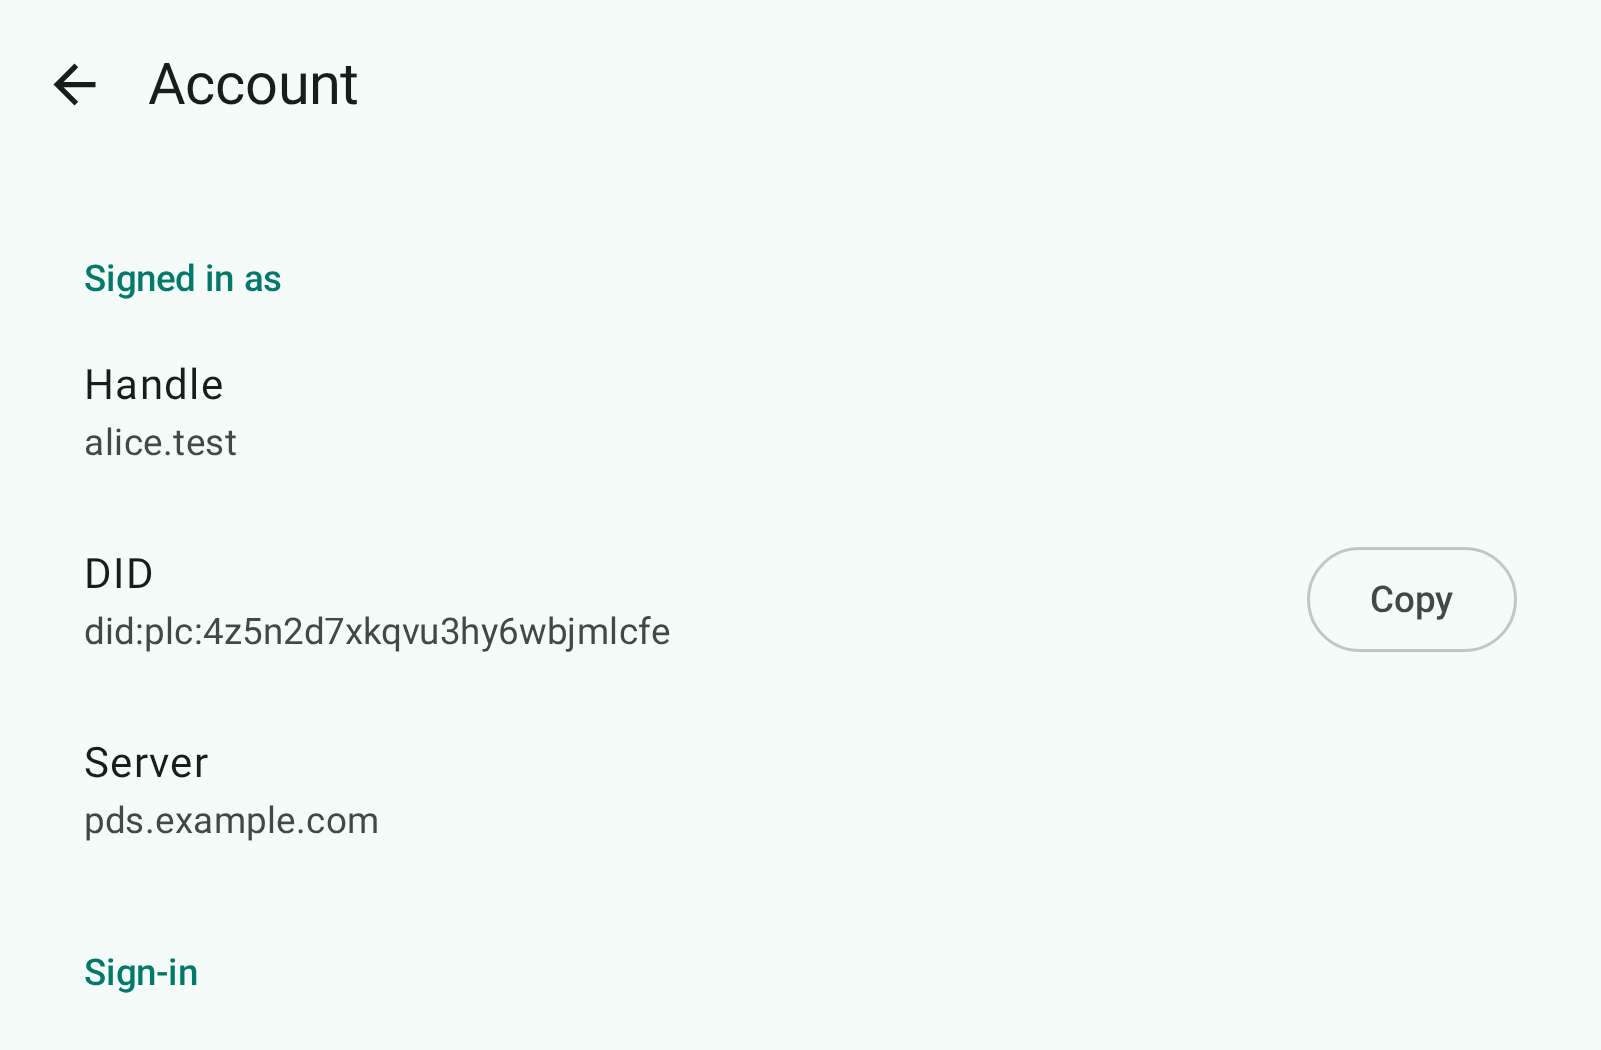 Account
Signed in as
Handle
alice.test
DID
did:plc:4z5n2d7xkqvu3hy6wbjmlcfe
Copy
Server
pds.example.com
Sign-in